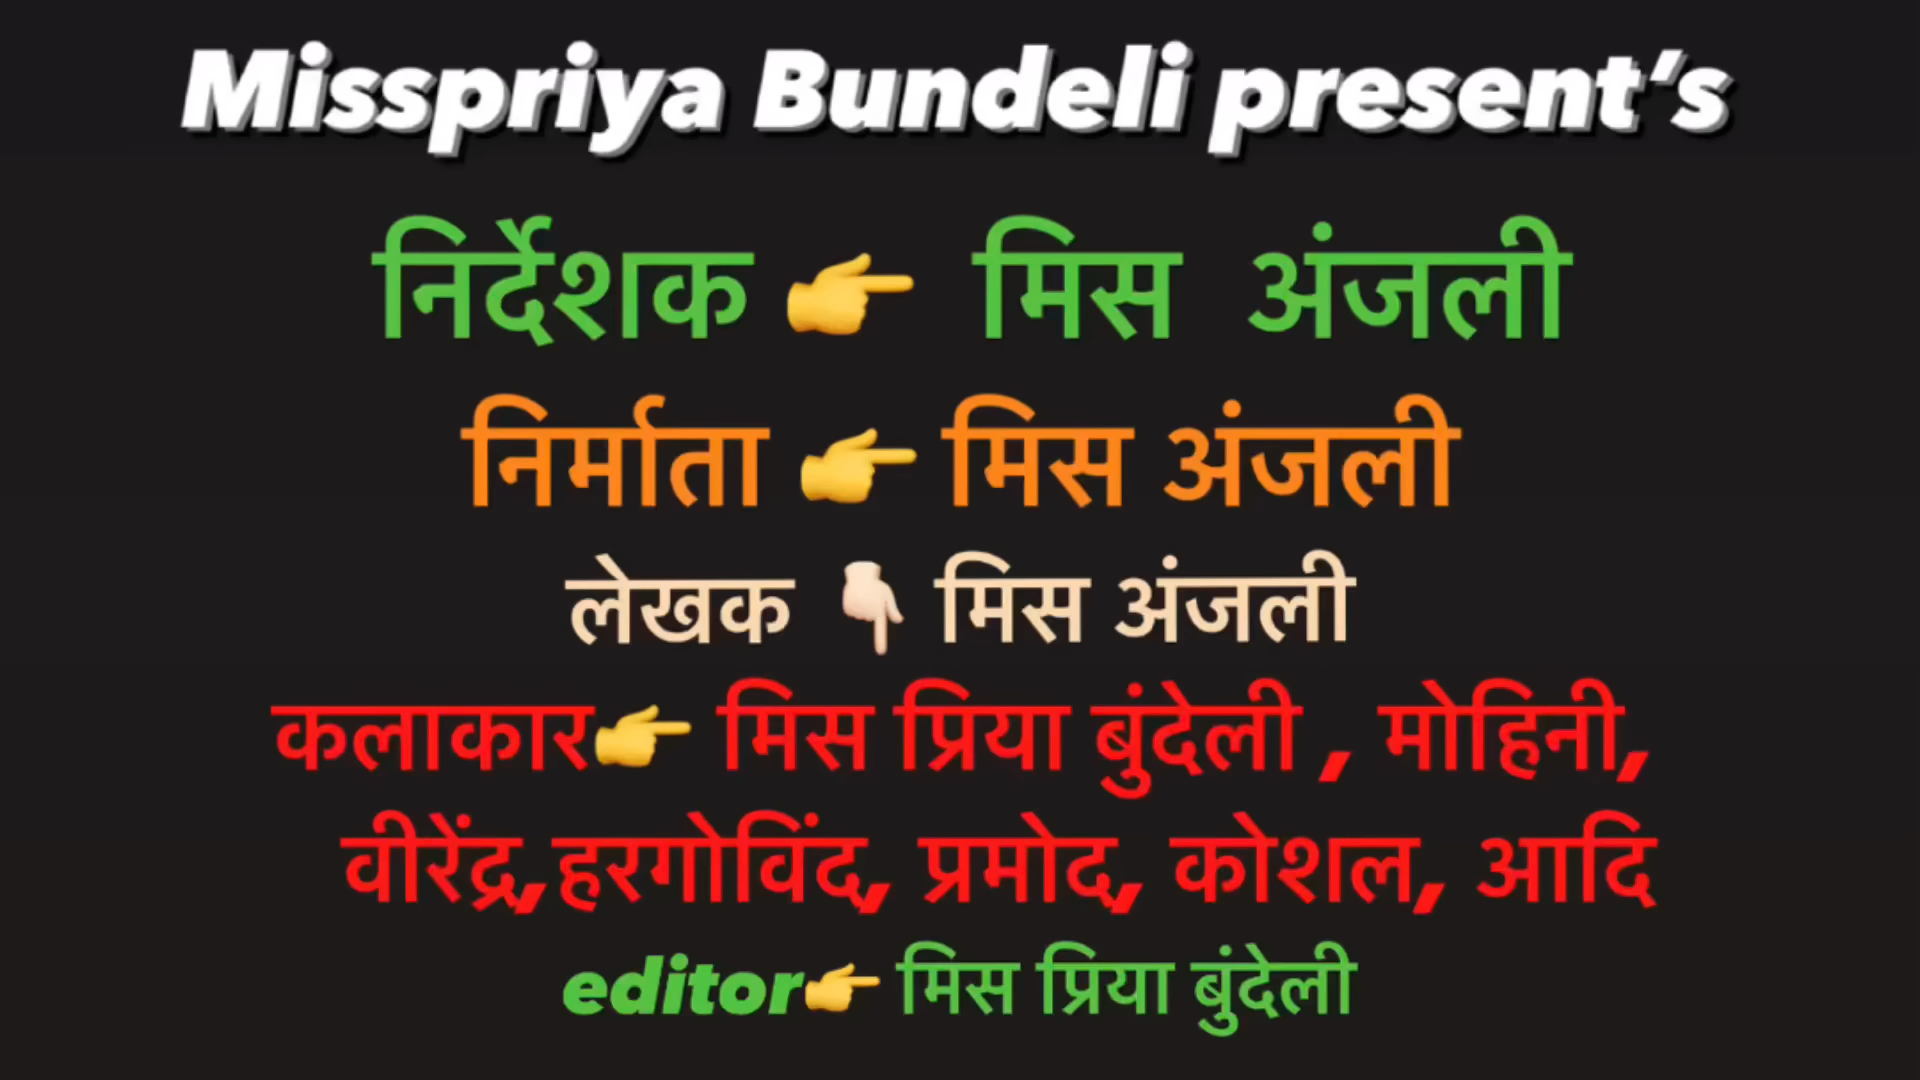 Misspriya Bundeli present’s
निर्देशक 👉 मिस अंजली
निर्माता 👉 मिस अंजली
लेखक 👇🏻 मिस अंजली
कलाकार👉 मिस प्रिया बुंदेली , मोहिनी,
वीरेंद्र,हरगोविंद, प्रमोद, कोशल, आदि
editor👉 मिस प्रिया बुंदेली